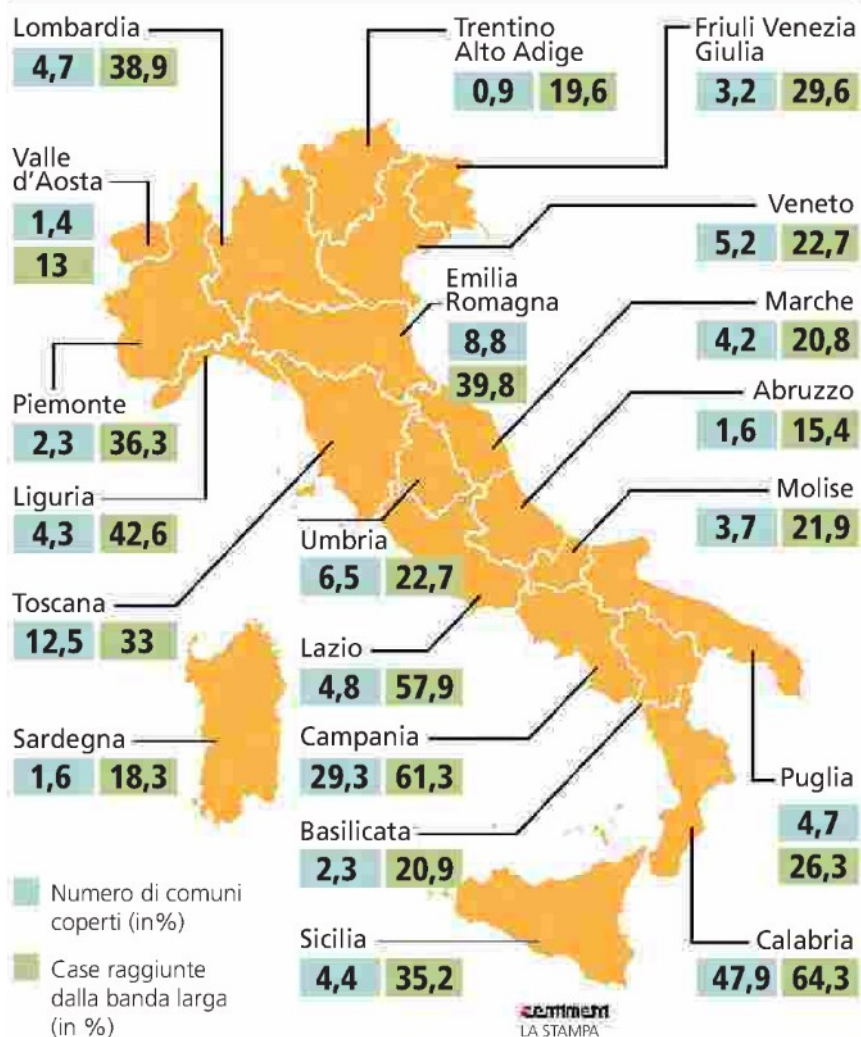 Lombardia
4,7 38,9
Trentino
Alto Adige
0,9 19,6
Friuli Venezia
Giulia
3,2 29,6
Valle
d'Aosta
1,4
13
Veneto
5,2 22,7
Emilia
Romagna
8,8
39,8
Marche
4,2 20,8
Piemonte
2,3 36,3
Abruzzo
1,6 15,4
Liguria
4,3 42,6
Molise
3,7 21,9
Umbria
6,5 22,7
Toscana
12,5 33
Lazio
4,8 57,9
Sardegna
1,6 18,3
Campania
29,3 61,3
Puglia
4,7
26,3
Basilicata
2,3 20,9
Numero di comuni
coperti (in%)
Sicilia
4,4 35,2
Calabria
47,9 64,3
Case raggiunte
dalla banda larga
(in %)
LA STAMPA